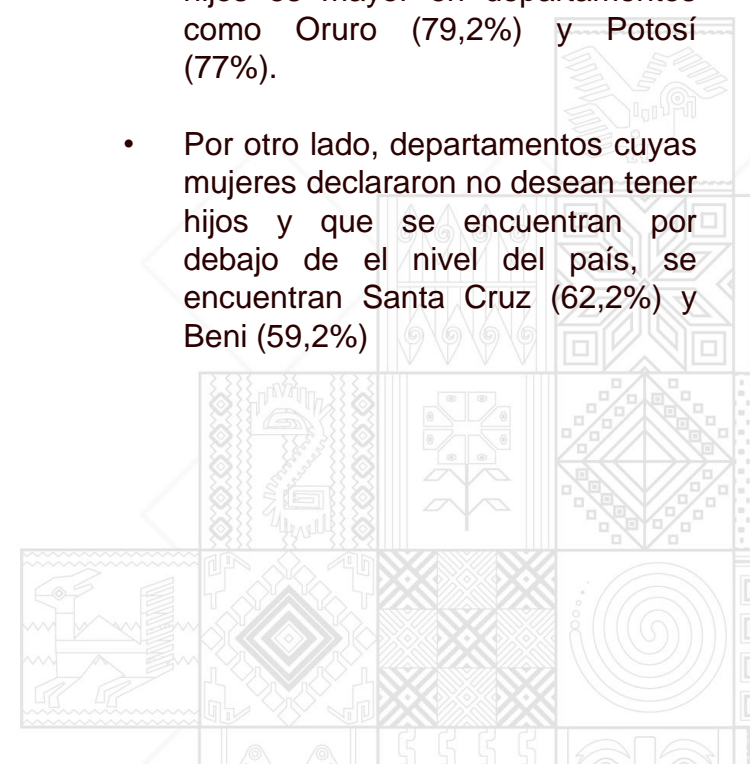 como Oruro (79,2%) y Potosí
(77%).
• Por otro lado, departamentos cuyas
mujeres declararon no desean tener
hijos y que se encuentran por
debajo de el nivel del país, se
encuentran Santa Cruz (62,2%) y
Beni (59,2%)